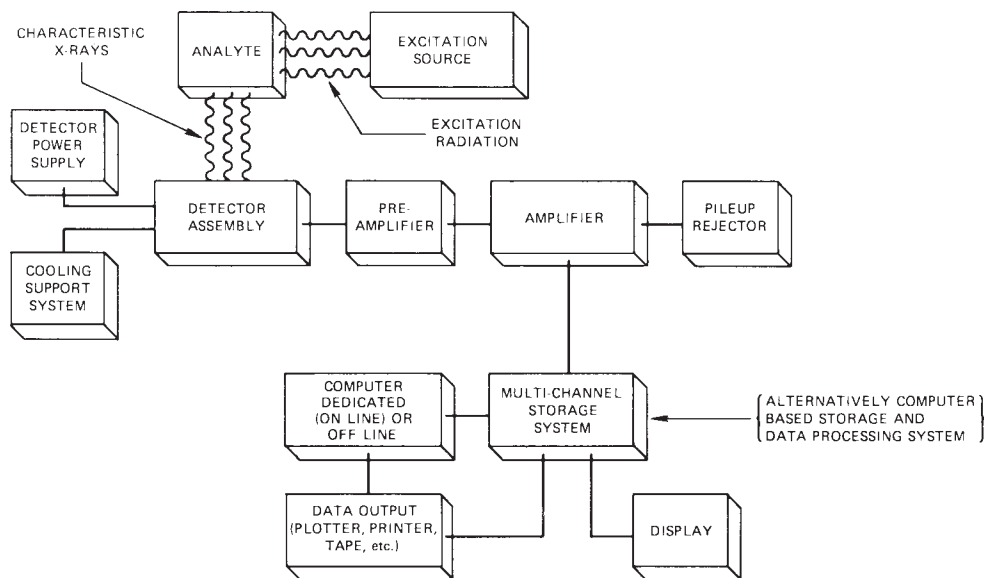 CHARACTERISTIC
X-RAYS
ANALYTE
EXCITATION
SOURCE
EXCITATION
RADIATION
DETECTOR
POWER
SUPPLY
DETECTOR
ASSEMBLY
PRE-
AMPLIFIER
AMPLIFIER
PILEUP
REJECTOR
COOLING
SUPPORT
SYSTEM
COMPUTER
DEDICATED
(ON LINE) OR
OFF LINE
MULTI-CHANNEL
STORAGE
SYSTEM
ALTERNATIVELY COMPUTER
BASED STORAGE AND
DATA PROCESSING SYSTEM
DATA OUTPUT
(PLOTTER, PRINTER,
TAPE, etc.)
DISPLAY